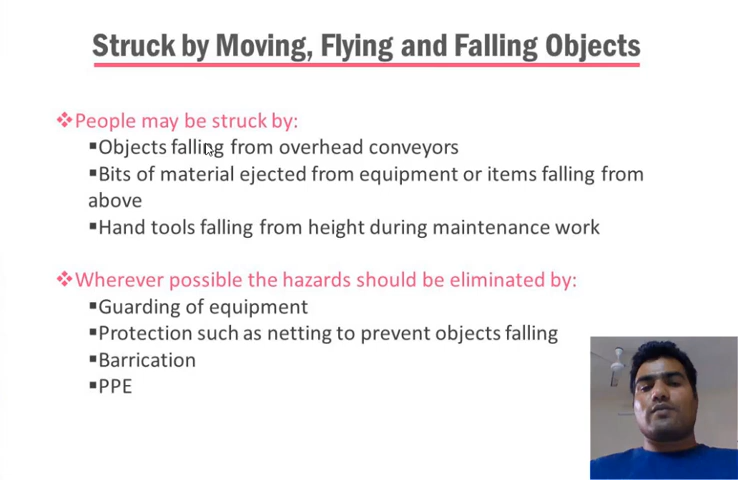 Struck by Moving, Flying and Falling Objects
❖People may be struck by:
▪Objects falling from overhead conveyors
▪Bits of material ejected from equipment or items falling from
above
▪Hand tools falling from height during maintenance work
❖Wherever possible the hazards should be eliminated by:
▪Guarding of equipment
▪Protection such as netting to prevent objects falling
▪Barrication
▪PPE